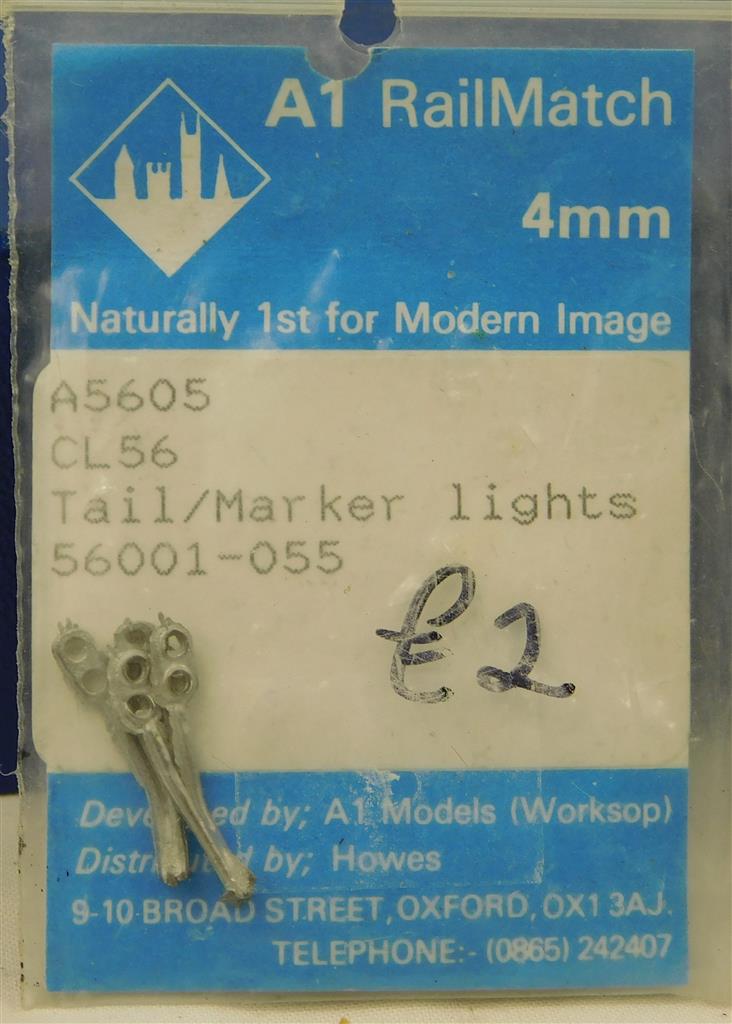 A1 RailMatch
4mm
Naturally 1st for Modern Image
A5605
CL56
Tail/Marker lights
56001-055
£2
Developed by; A1 Models (Worksop)
Distributed by; Howes
9-10 BROAD STREET, OXFORD, OX1 3AJ.
TELEPHONE:- (0865) 242407